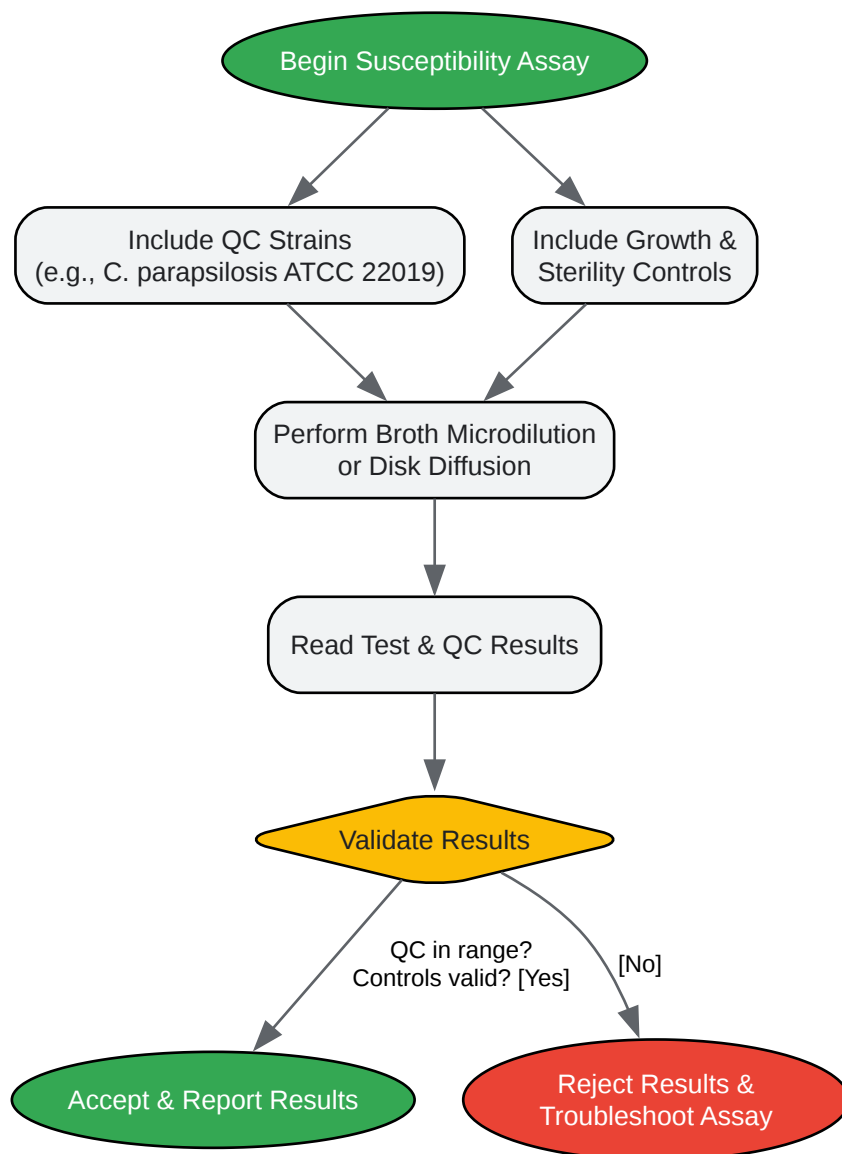 Begin Susceptibility Assay
Include QC Strains
(e.g., C. parapsilosis ATCC 22019)
Include Growth &
Sterility Controls
Perform Broth Microdilution
or Disk Diffusion
Read Test & QC Results
Validate Results
QC in range?
Controls valid? [Yes]
[No]
Accept & Report Results
Reject Results &
Troubleshoot Assay